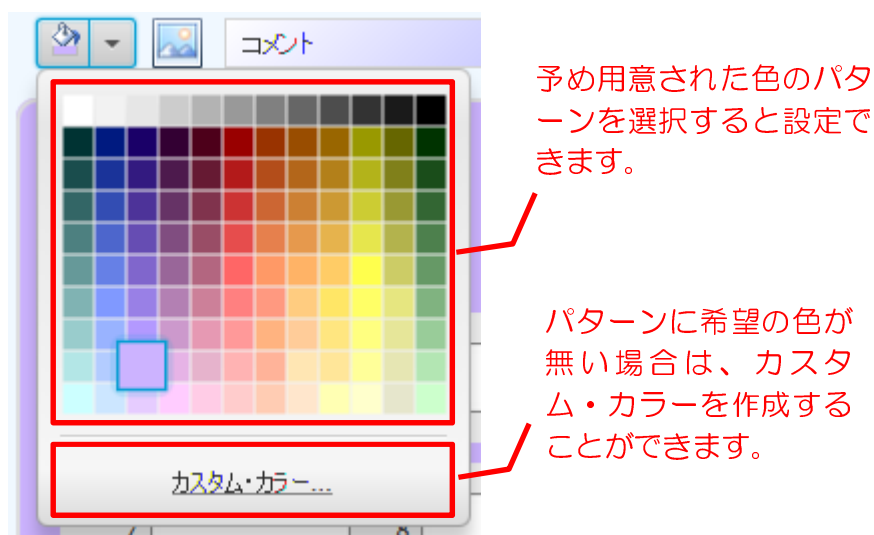 コメント
予め用意された色のパタ
ーンを選択すると設定で
きます。
パターンに希望の色が
無い場合は、カスタ
ム・カラーを作成する
ことができます。
カスタム・カラー...